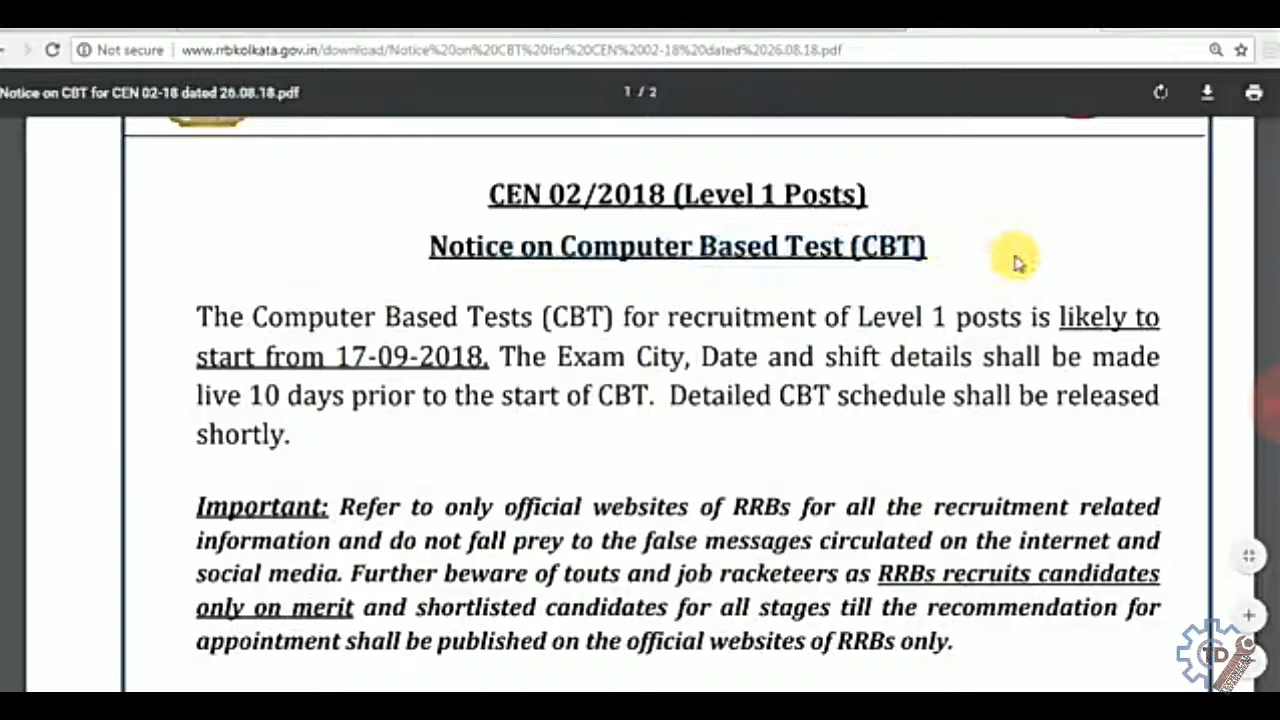 Not secure www.rrbkolkata.gov.in/download/Notice%20on%20CBT%20for%20CEN%2002-18%20dated%2026.08.18.pdf
Notice on CBT for CEN 02-18 dated 26.08.18.pdf 1 / 2
CEN 02/2018 (Level 1 Posts)
Notice on Computer Based Test (CBT)
The Computer Based Tests (CBT) for recruitment of Level 1 posts is likely to
start from 17-09-2018. The Exam City, Date and shift details shall be made
live 10 days prior to the start of CBT. Detailed CBT schedule shall be released
shortly.
Important: Refer to only official websites of RRBs for all the recruitment related
information and do not fall prey to the false messages circulated on the internet and
social media. Further beware of touts and job racketeers as RRBs recruits candidates
only on merit and shortlisted candidates for all stages till the recommendation for
appointment shall be published on the official websites of RRBs only.
TD